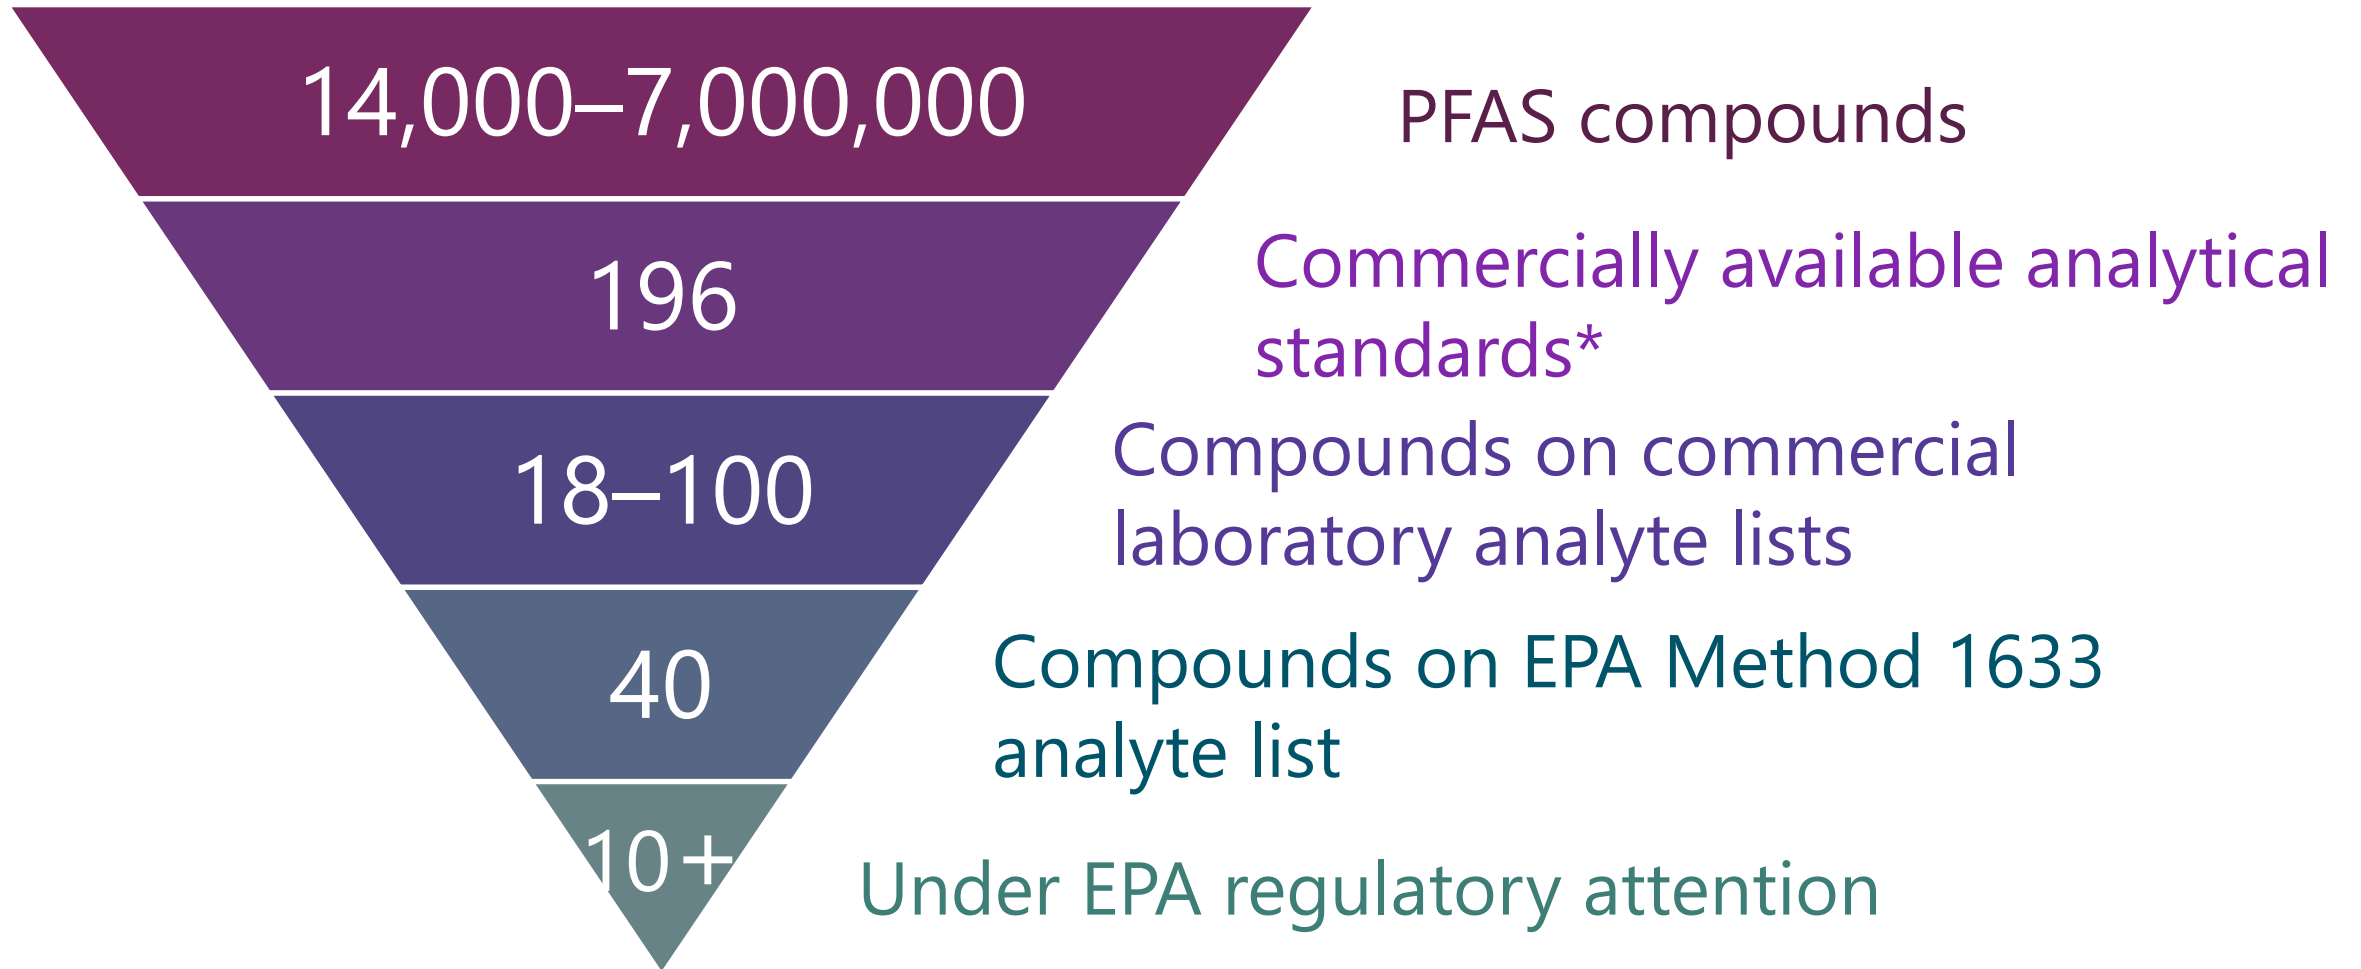 14,000–7,000,000
PFAS compounds
196
Commercially available analytical
standards*
18–100
Compounds on commercial
laboratory analyte lists
40
Compounds on EPA Method 1633
analyte list
10+
Under EPA regulatory attention